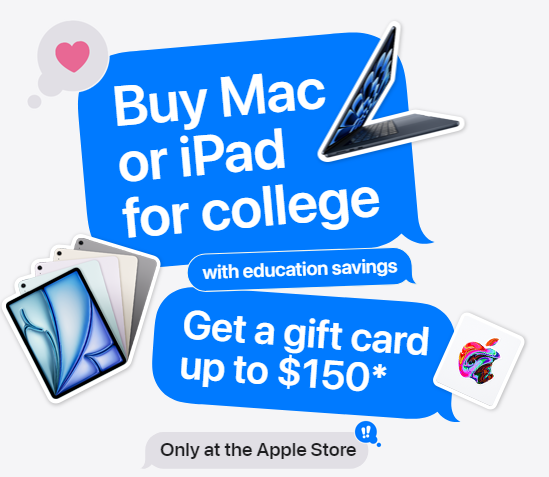 Buy Mac
or iPad
for college
with education savings
Get a gift card
up to $150*
!!
Only at the Apple Store